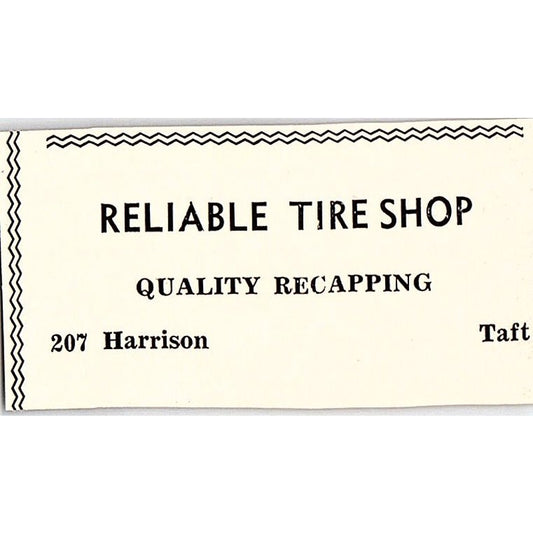 RELIABLE TIRE SHOP
QUALITY RECAPPING
207 Harrison Taft